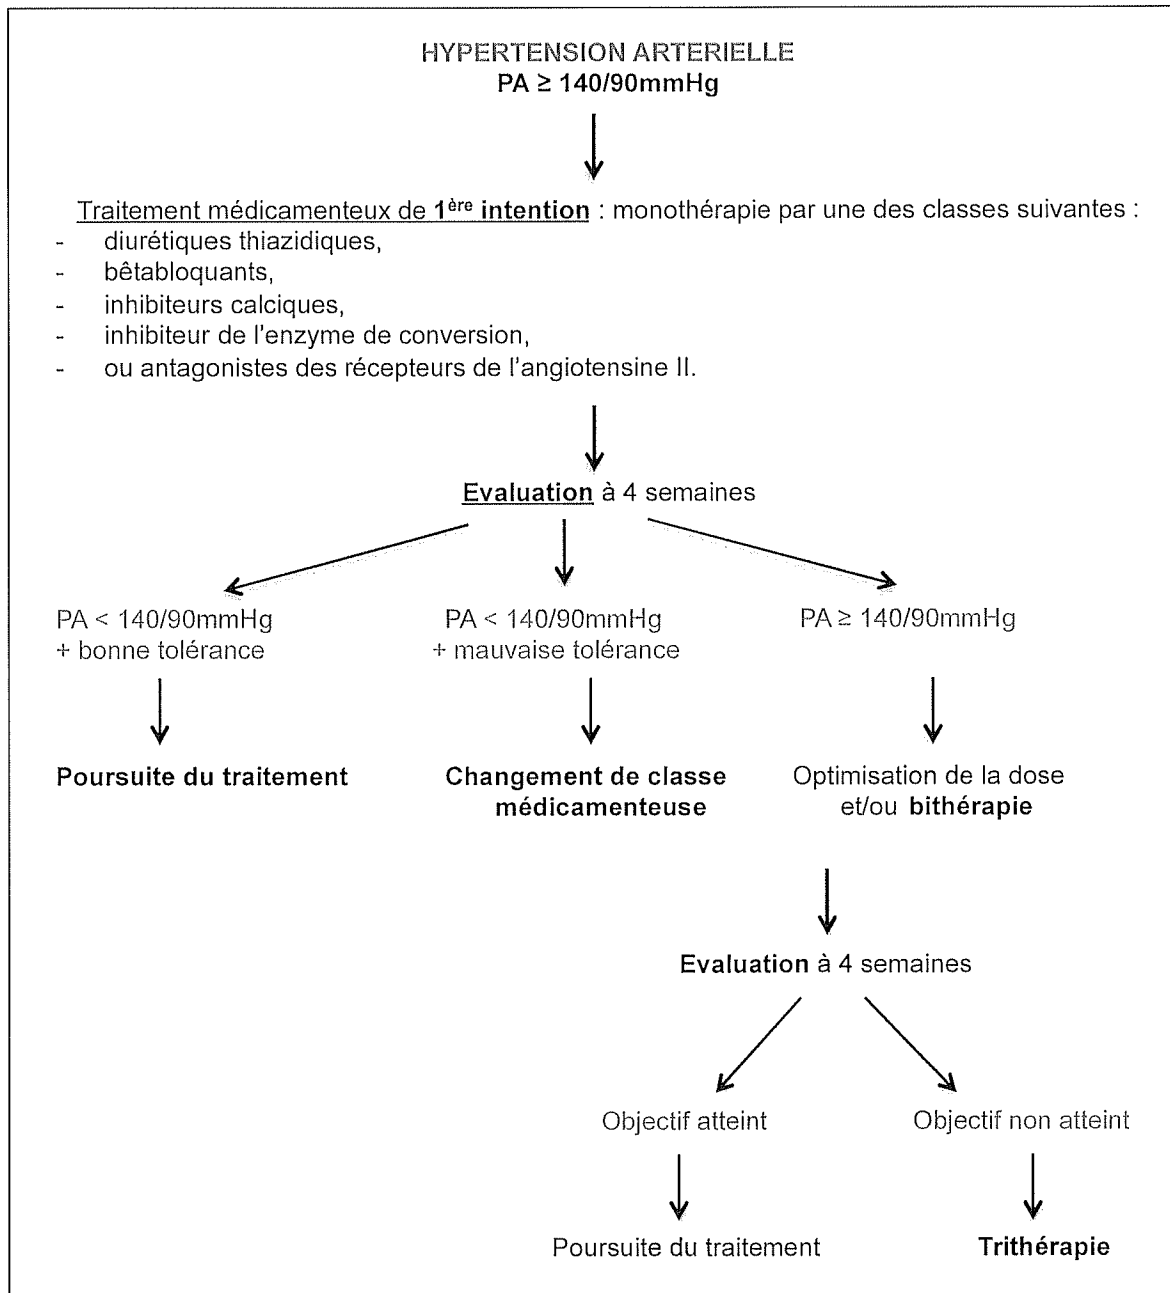 HYPERTENSION ARTERIELLE
PA ≥ 140/90mmHg
Traitement médicamenteux de 1ère intention : monothérapie par une des classes suivantes :
- diurétiques thiazidiques,
- bêtabloquants,
- inhibiteurs calciques,
- inhibiteur de l'enzyme de conversion,
- ou antagonistes des récepteurs de l'angiotensine II.
Evaluation à 4 semaines
PA < 140/90mmHg
+ bonne tolérance
PA < 140/90mmHg
+ mauvaise tolérance
PA ≥ 140/90mmHg
Poursuite du traitement
Changement de classe
médicamenteuse
Optimisation de la dose
et/ou bithérapie
Evaluation à 4 semaines
Objectif atteint
Objectif non atteint
Poursuite du traitement
Trithérapie